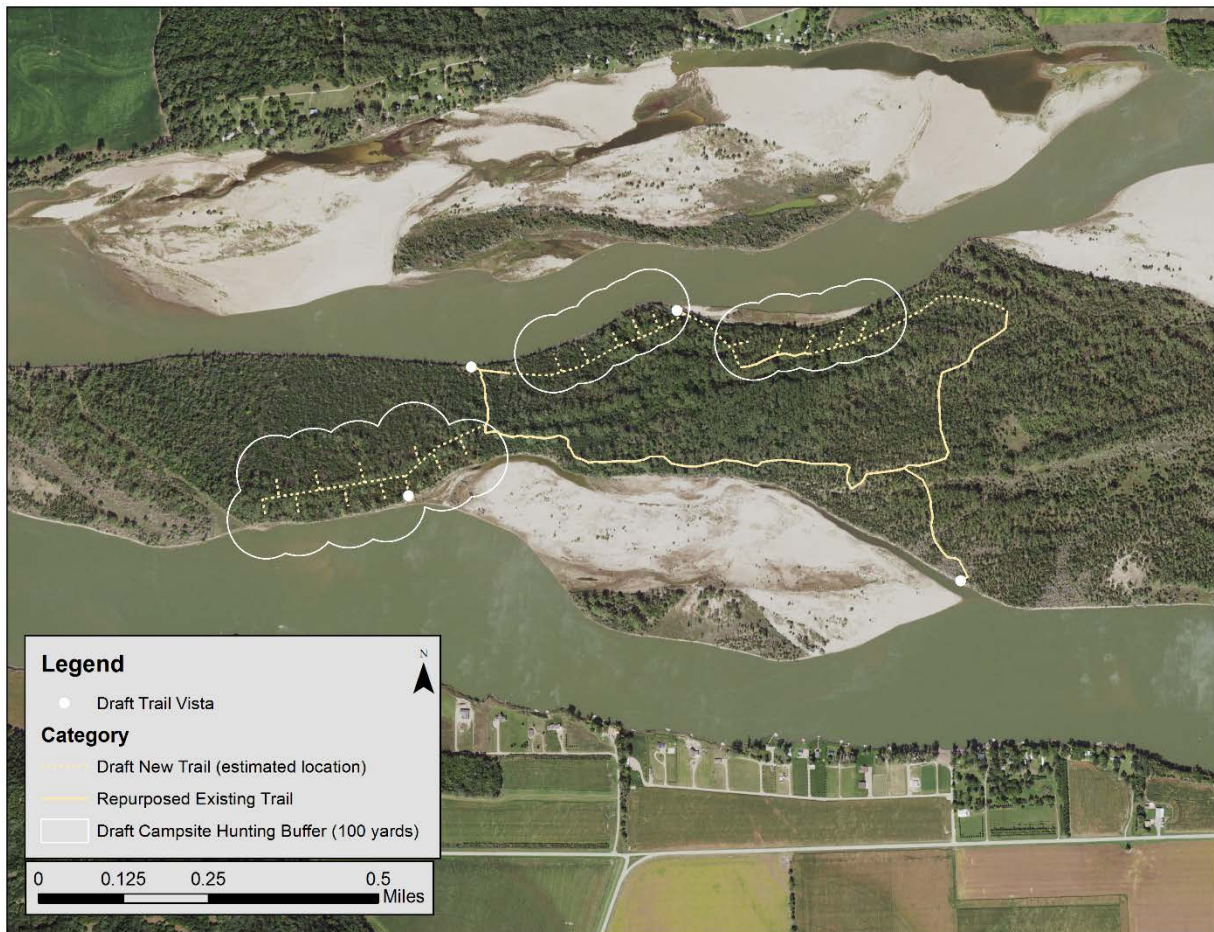 Legend
N
Draft Trail Vista
Category
Draft New Trail (estimated location)
Repurposed Existing Trail
Draft Campsite Hunting Buffer (100 yards)
0 0.125 0.25 0.5
Miles